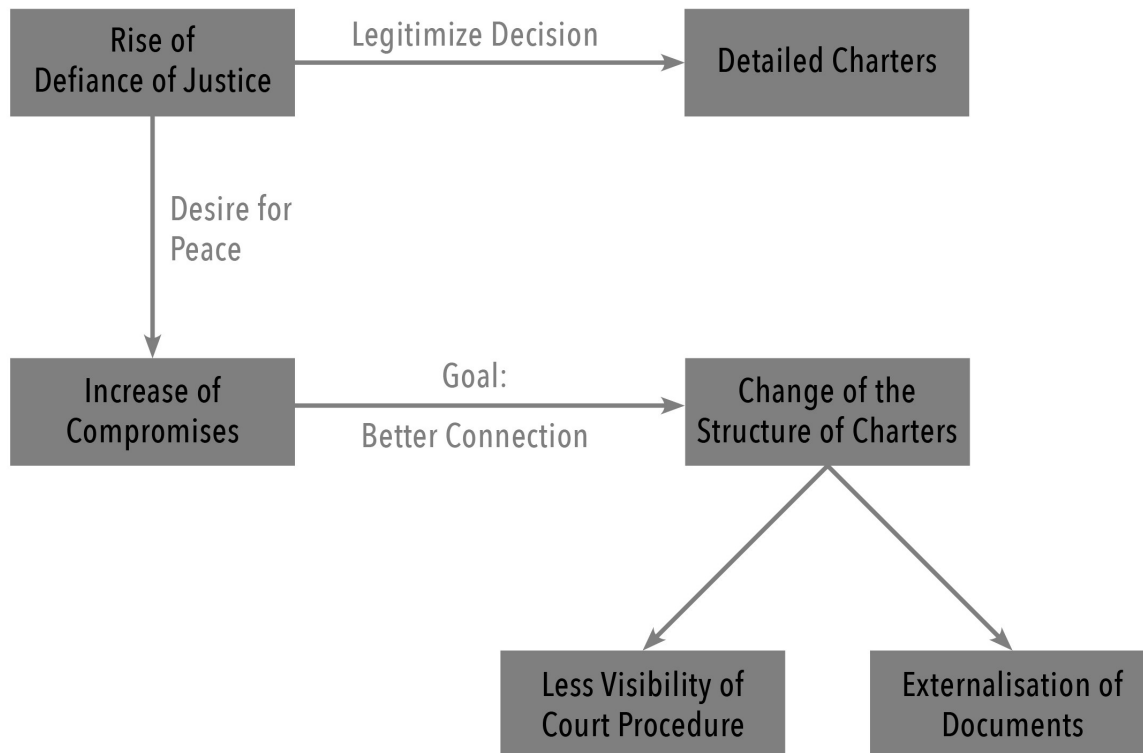 Rise of
Defiance of Justice
Legitimize Decision
Detailed Charters
Desire for
Peace
Increase of
Compromises
Goal:
Better Connection
Change of the
Structure of Charters
Less Visibility of
Court Procedure
Externalisation of
Documents